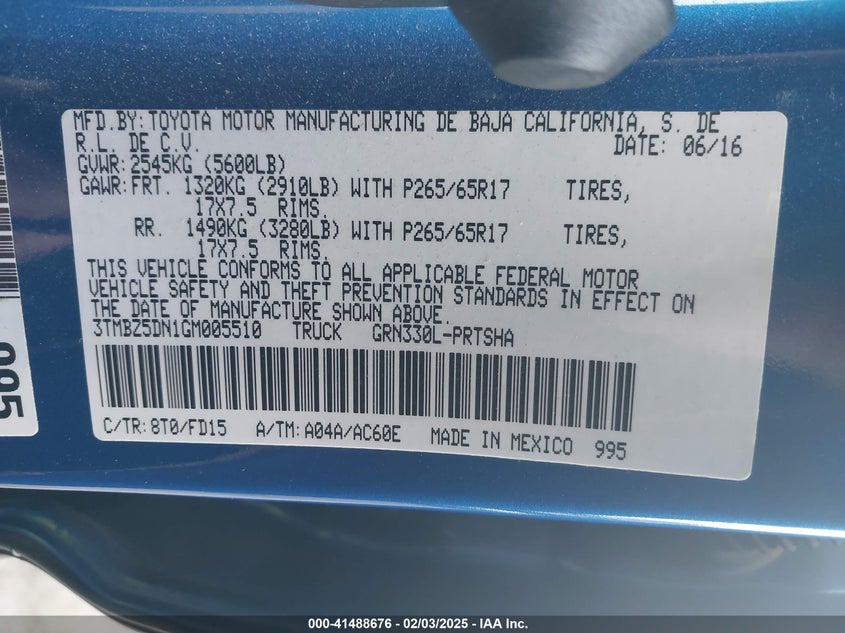 MFD.BY:TOYOTA MOTOR MANUFACTURING DE BAJA CALIFORNIA, S. DE
R.L. DE C.V. DATE: 06/16
GVWR:2545KG (5600LB)
GAWR:FRT. 1320KG (2910LB) WITH P265/65R17 TIRES,
17X7.5 RIMS.
RR. 1490KG (3280LB) WITH P265/65R17 TIRES,
17X7.5 RIMS.
THIS VEHICLE CONFORMS TO ALL APPLICABLE FEDERAL MOTOR
VEHICLE SAFETY AND THEFT PREVENTION STANDARDS IN EFFECT ON
THE DATE OF MANUFACTURE SHOWN ABOVE.
3TMBZ5DN1GM005510 TRUCK GRN330L-PRTSHA
C/TR:8T0/FD15 A/TM:A04A/AC60E MADE IN MEXICO 995
000-41488676 - 02/03/2025 - IAA Inc.